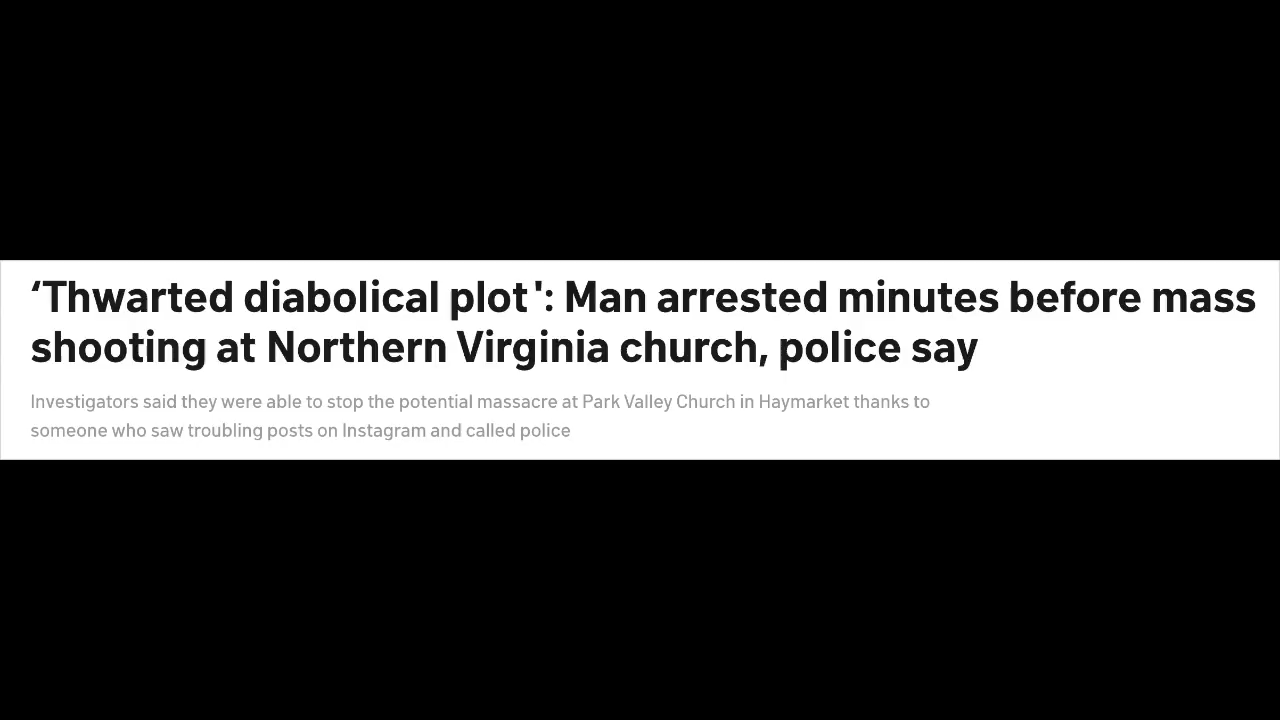 ‘Thwarted diabolical plot': Man arrested minutes before mass
shooting at Northern Virginia church, police say
Investigators said they were able to stop the potential massacre at Park Valley Church in Haymarket thanks to
someone who saw troubling posts on Instagram and called police